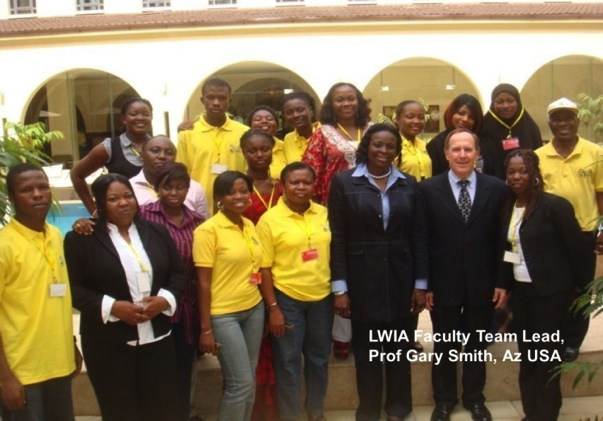 LWIA Faculty Team Lead,
Prof Gary Smith, Az USA